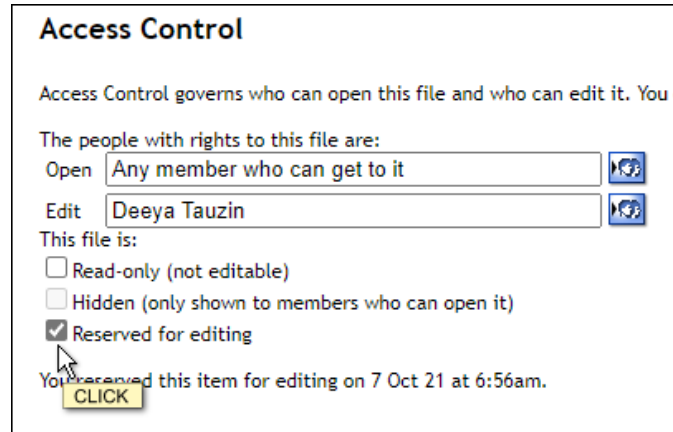 Access Control
Access Control governs who can open this file and who can edit it. You
The people with rights to this file are:
Open Any member who can get to it
Edit Deeya Tauzin
This file is:
Read-only (not editable)
Hidden (only shown to members who can open it)
Reserved for editing
You reserved this item for editing on 7 Oct 21 at 6:56am.
CLICK